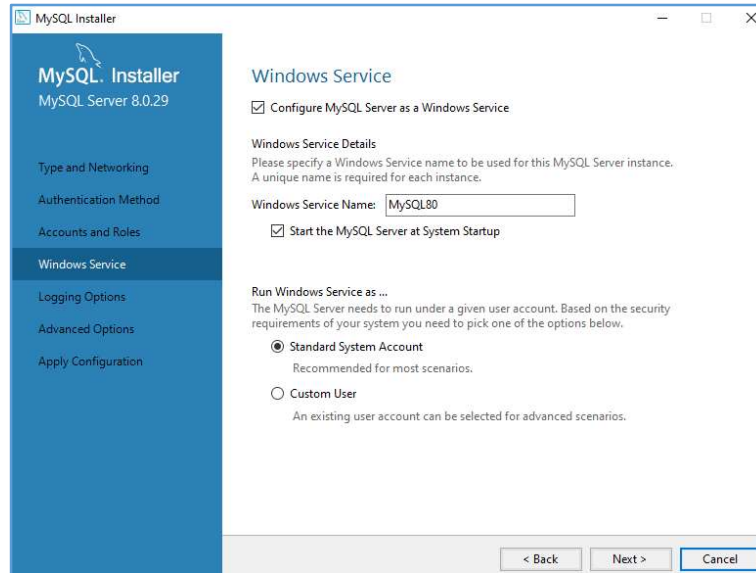 MySQL Installer
MySQL. Installer
MySQL Server 8.0.29
Type and Networking
Authentication Method
Accounts and Roles
Windows Service
Logging Options
Advanced Options
Apply Configuration
Windows Service
Configure MySQL Server as a Windows Service
Windows Service Details
Please specify a Windows Service name to be used for this MySQL Server instance.
A unique name is required for each instance.
Windows Service Name: MySQL80
Start the MySQL Server at System Startup
Run Windows Service as ...
The MySQL Server needs to run under a given user account. Based on the security
requirements of your system you need to pick one of the options below.
Standard System Account
Recommended for most scenarios.
Custom User
An existing user account can be selected for advanced scenarios.
< Back Next > Cancel